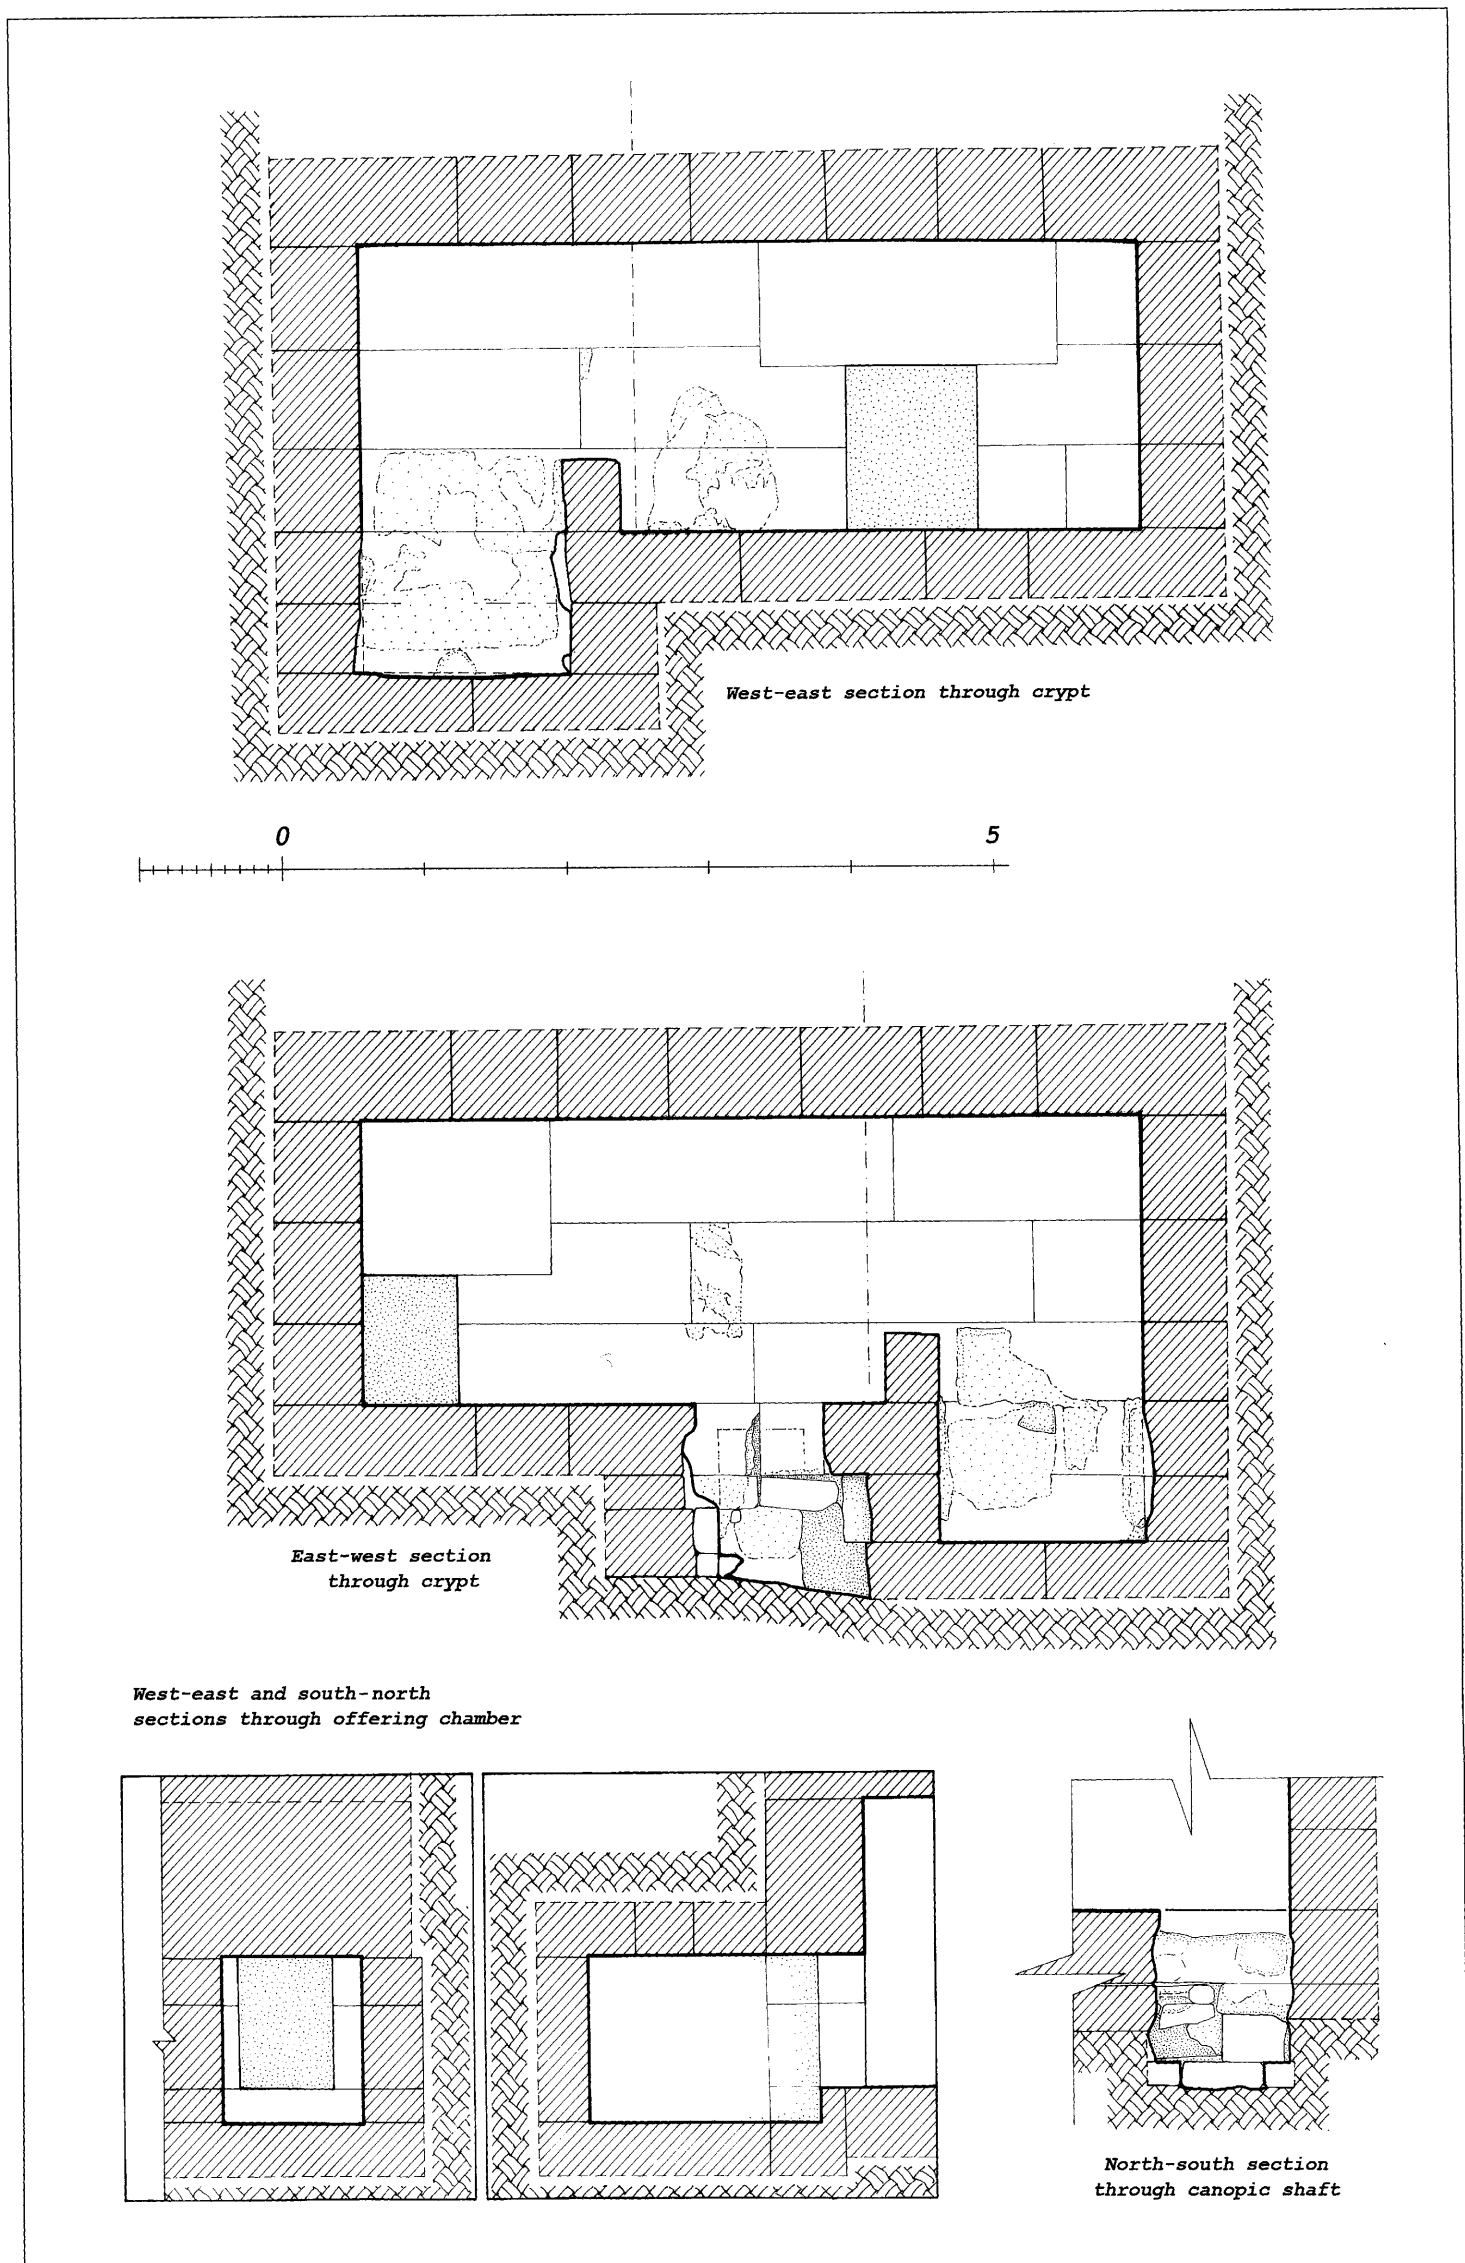 West-east section through crypt
0 5
East-west section
through crypt
West-east and south-north
sections through offering chamber
North-south section
through canopic shaft